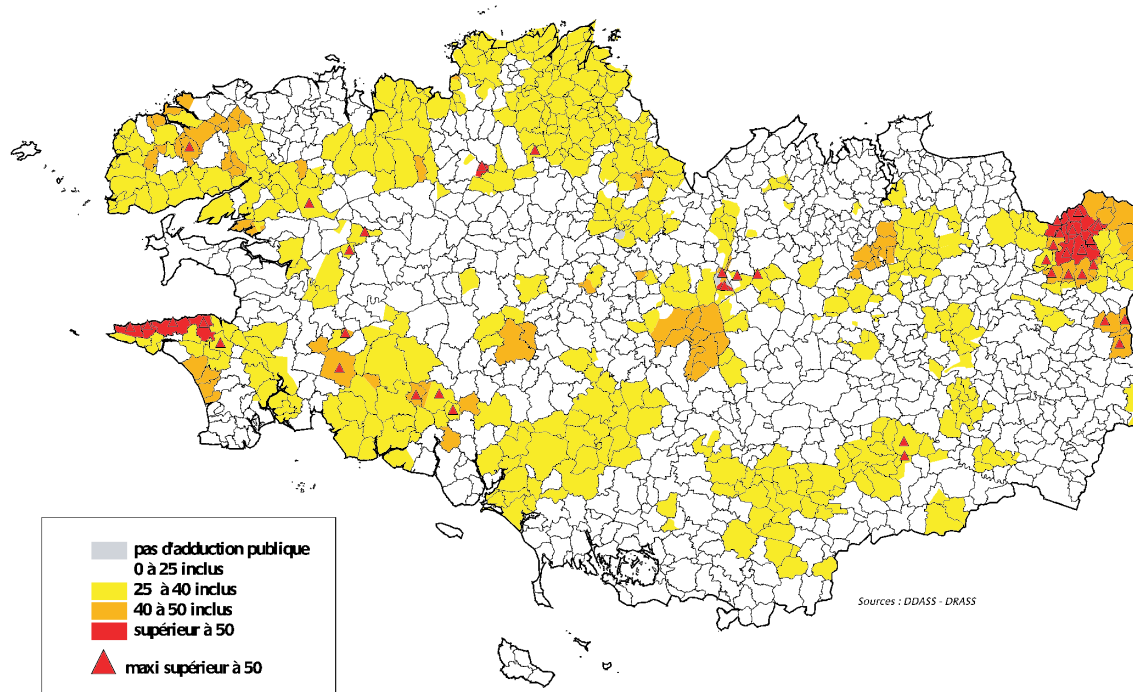 pas d'adduction publique
0 à 25 inclus
25 à 40 inclus
40 à 50 inclus
supérieur à 50
maxi supérieur à 50
Sources : DDASS - DRASS